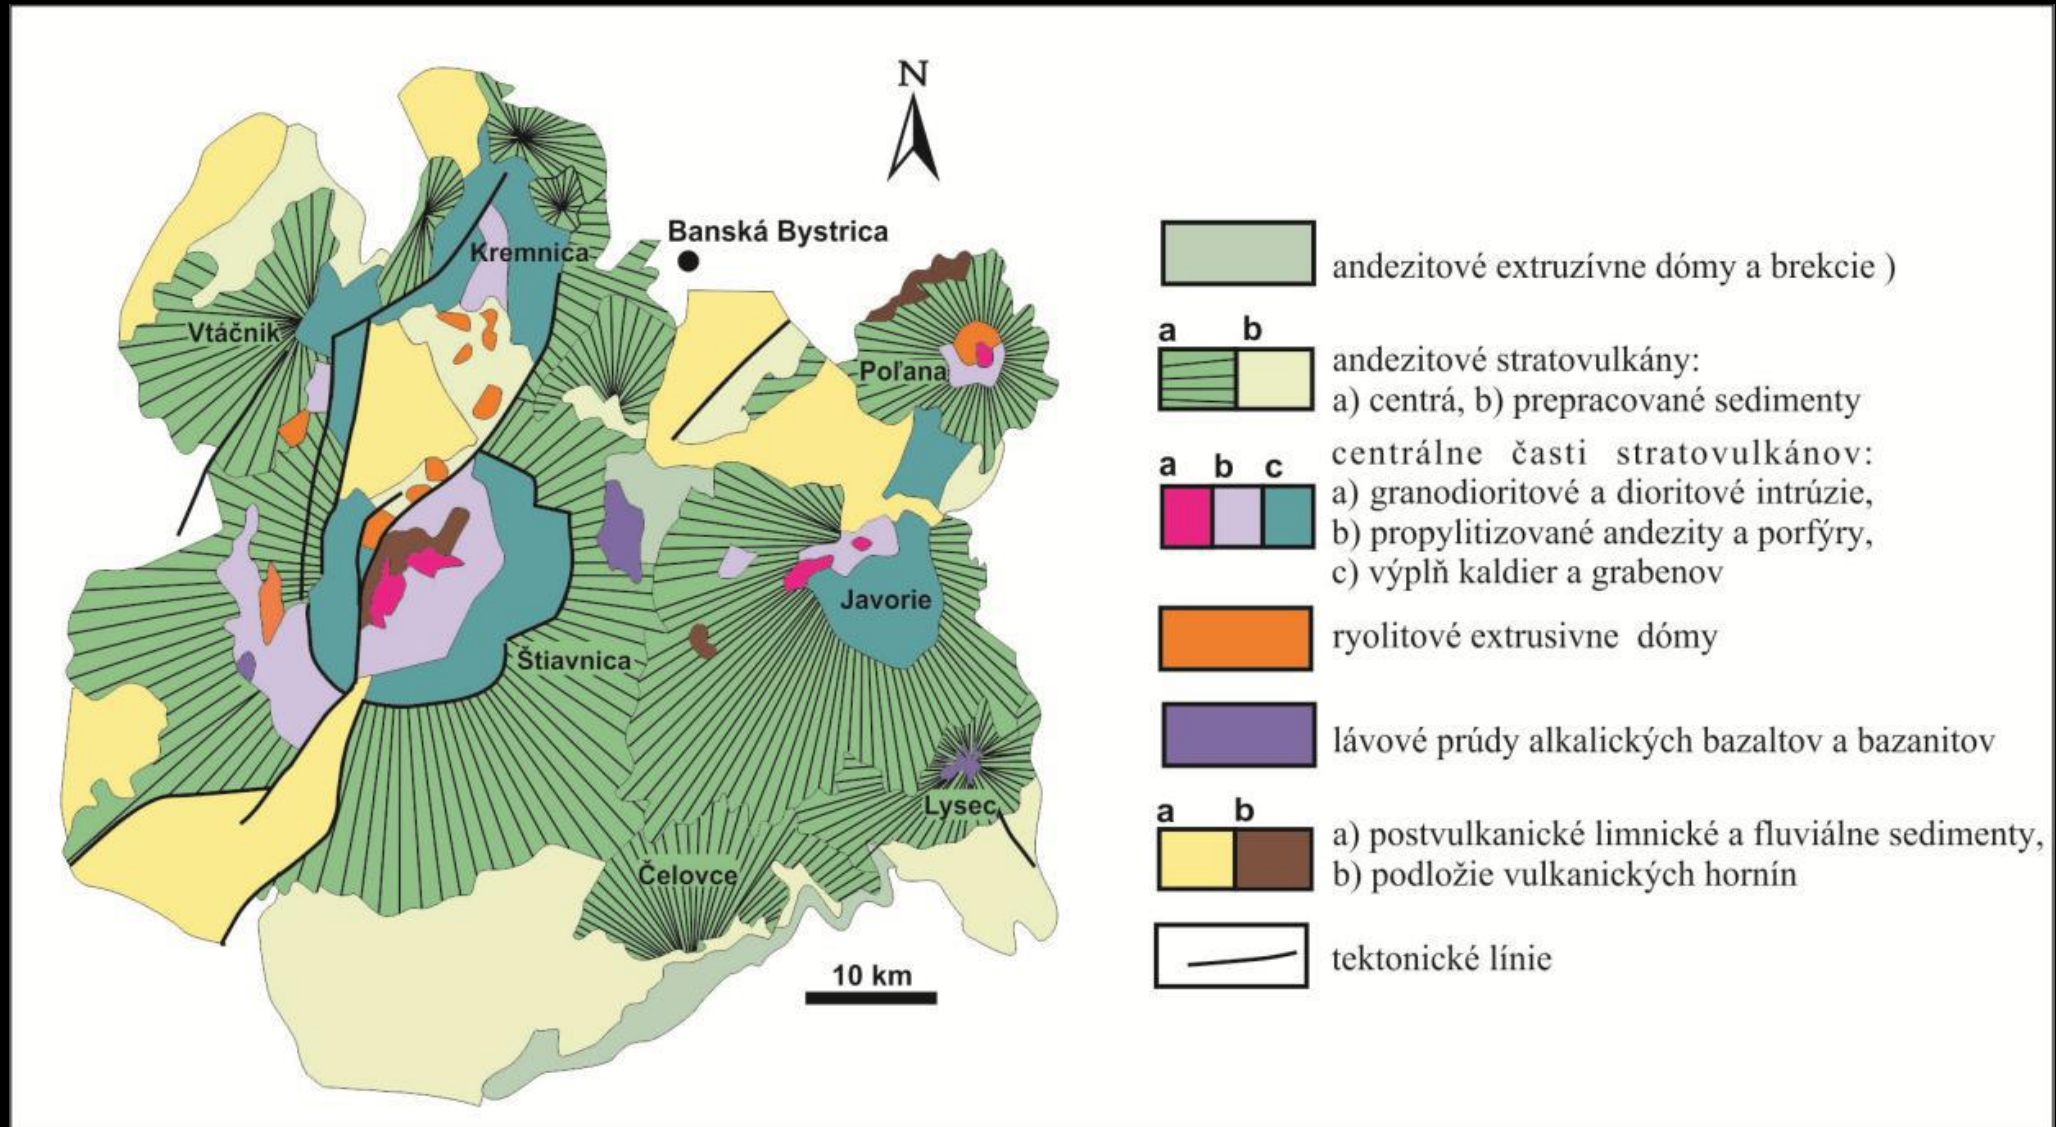 N
Banská Bystrica
Kremnica
Vtáčnik
Poľana
Javorie
Štiavnica
Lysec
Čelovce
10 km
andezitové extruzívne dómy a brekcie )
a b
andezitové stratovulkány:
a) centrá, b) prepracované sedimenty
a b c
centrálne časti stratovulkánov:
a) granodioritové a dioritové intrúzie,
b) propylitizované andezity a porfýry,
c) výplň kaldier a grabenov
ryolitové extrusivne dómy
lávové prúdy alkalických bazaltov a bazanitov
a b
a) postvulkanické limnické a fluviálne sedimenty,
b) podložie vulkanických hornín
tektonické línie